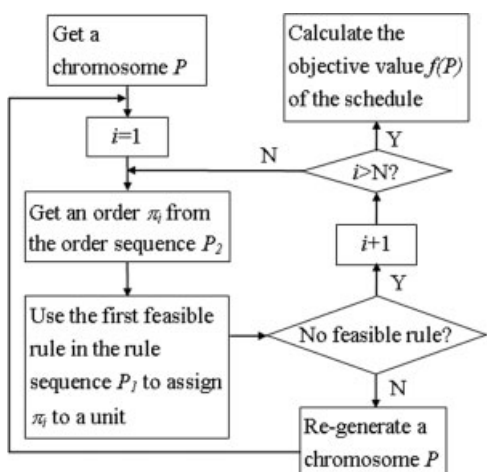 Get a
chromosome P
i=1
Get an order πi from
the order sequence P2
Use the first feasible
rule in the rule
sequence P1 to assign
πi to a unit
No feasible rule?
Y
N
i+1
i>N?
N
Y
Calculate the
objective value f(P)
of the schedule
Re-generate a
chromosome P